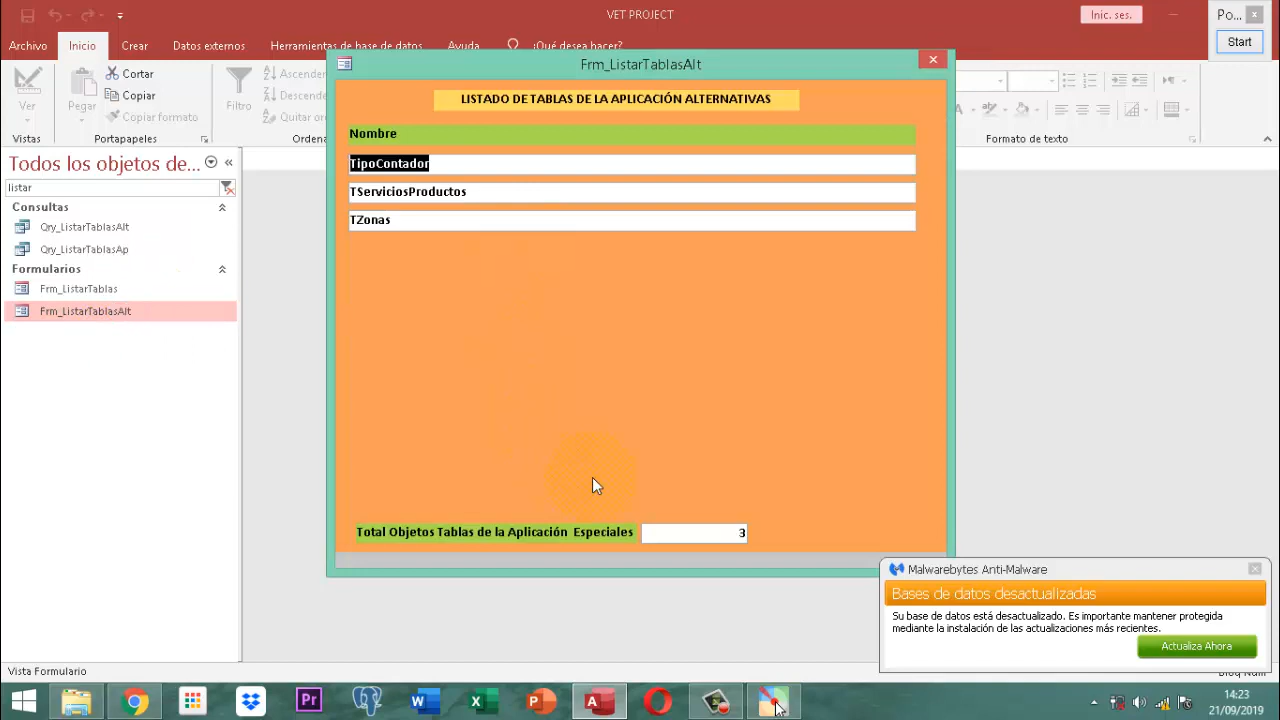 VET PROJECT
Inic. ses.
Po...
Start
Archivo
Inicio
Crear
Datos externos
Herramientas de base de datos
Ayuda
¿Qué desea hacer?
Ver
Pegar
Cortar
Copiar
Copiar formato
Filtro
Ascender
Descende
Quitar or
Vistas
Portapapeles
Ordena
Formato de texto
Todos los objetos de...
listar
Consultas
Qry_ListarTablasAlt
Qry_ListarTablasAp
Formularios
Frm_ListarTablas
Frm_ListarTablasAlt
Frm_ListarTablasAlt
LISTADO DE TABLAS DE LA APLICACIÓN ALTERNATIVAS
Nombre
TipoContador
TServiciosProductos
TZonas
Total Objetos Tablas de la Aplicación Especiales 3
Malwarebytes Anti-Malware
Bases de datos desactualizadas
Su base de datos está desactualizado. Es importante mantener protegida
mediante la instalación de las actualizaciones más recientes.
Actualiza Ahora
Vista Formulario
14:23
21/09/2019